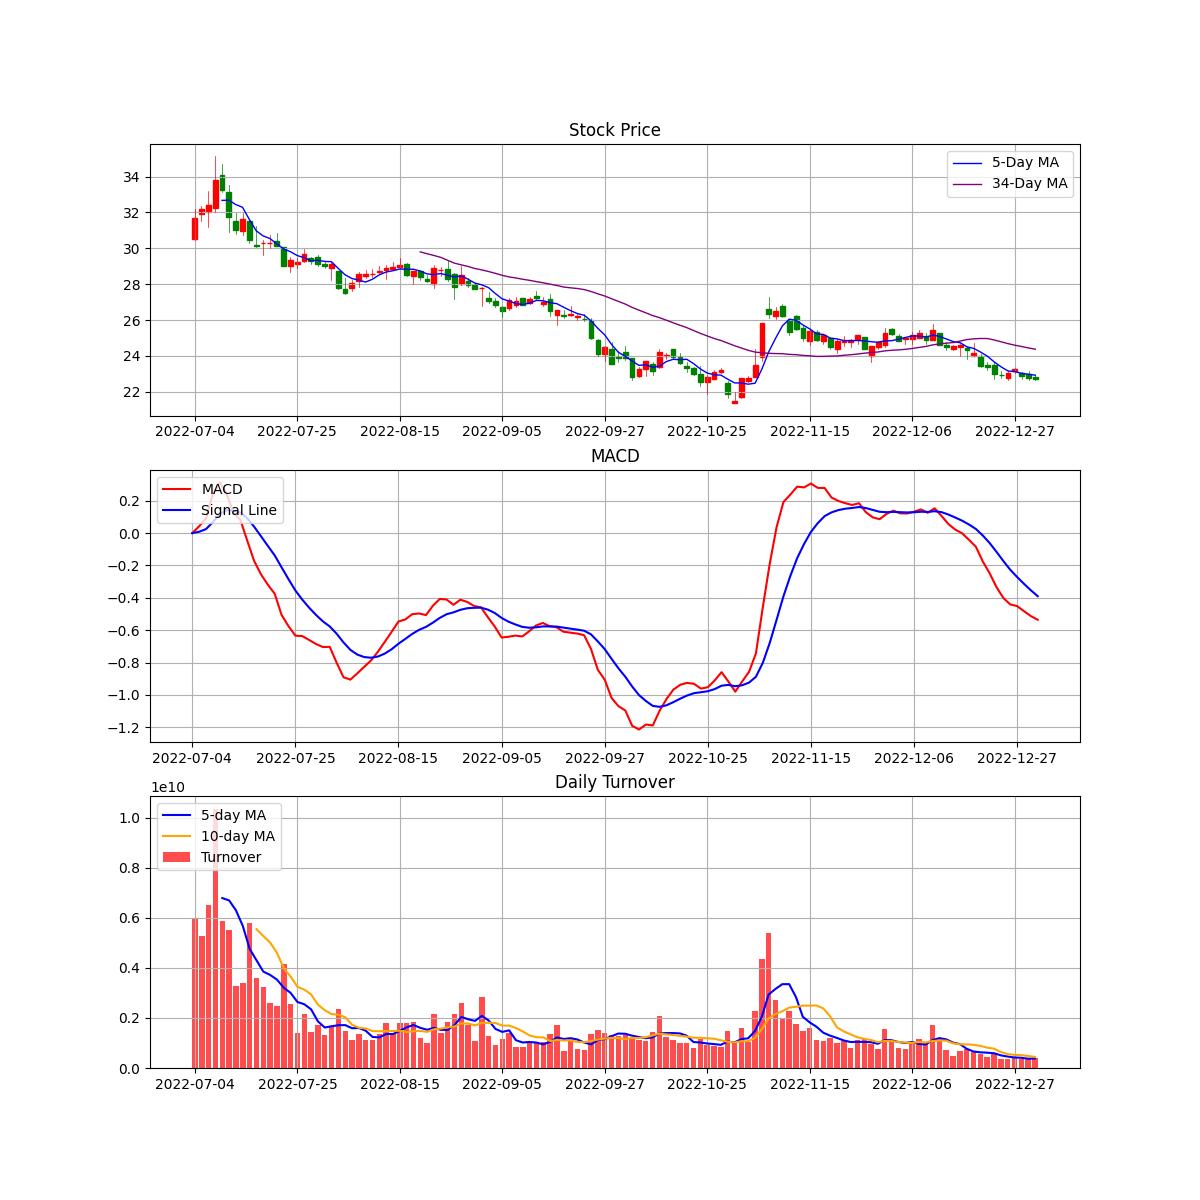 Stock Price
5-Day MA
34-Day MA
34
32
30
28
26
24
22
2022-07-04 2022-07-25 2022-08-15 2022-09-05 2022-09-27 2022-10-25 2022-11-15 2022-12-06 2022-12-27
MACD
MACD
Signal Line
0.2
0.0
−0.2
−0.4
−0.6
−0.8
−1.0
−1.2
2022-07-04 2022-07-25 2022-08-15 2022-09-05 2022-09-27 2022-10-25 2022-11-15 2022-12-06 2022-12-27
Daily Turnover
1e10
5-day MA
10-day MA
Turnover
1.0
0.8
0.6
0.4
0.2
0.0
2022-07-04 2022-07-25 2022-08-15 2022-09-05 2022-09-27 2022-10-25 2022-11-15 2022-12-06 2022-12-27